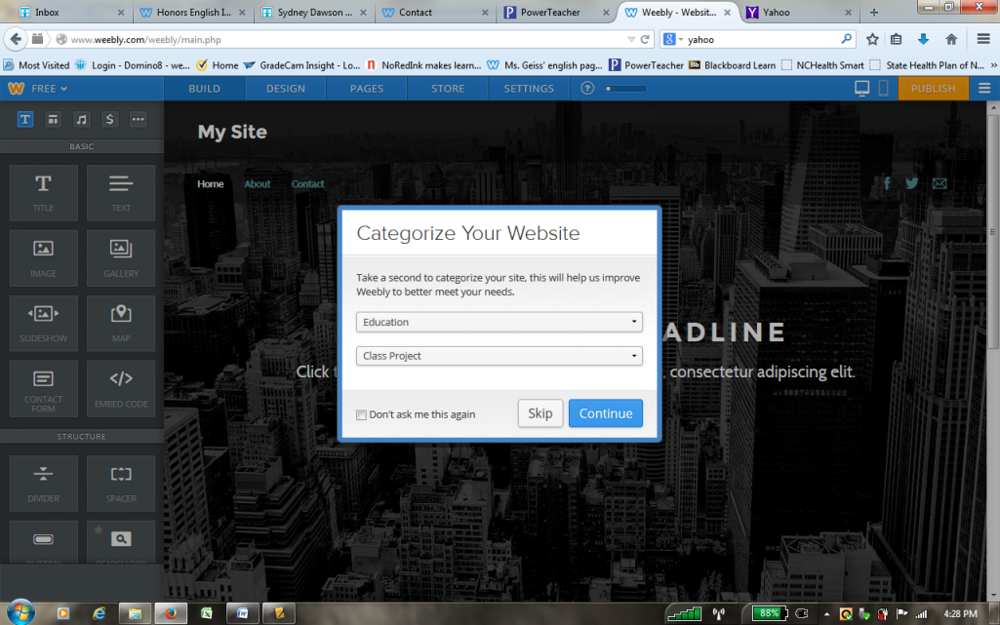 Inbox
Honors English I...
Sydney Dawson ...
Contact
PowerTeacher
Weebly - Websit...
Yahoo
www.weebly.com/weebly/main.php
yahoo
Most Visited
Login - Domino8 - we...
Home
GradeCam Insight - Lo...
NoRedInk makes learn...
Ms. Geiss' english pag...
PowerTeacher
Blackboard Learn
NCHealth Smart
State Health Plan of N...
FREE
BUILD
DESIGN
PAGES
STORE
SETTINGS
PUBLISH
BASIC
TITLE
TEXT
IMAGE
GALLERY
SLIDESHOW
MAP
CONTACT
FORM
EMBED CODE
STRUCTURE
DIVIDER
SPACER
My Site
Home About Contact
Categorize Your Website
Take a second to categorize your site, this will help us improve
Weebly to better meet your needs.
Education
Class Project
Don't ask me this again
Skip
Continue
ADLINE
Click
, consectetur adipiscing elit.
88%
4:28 PM